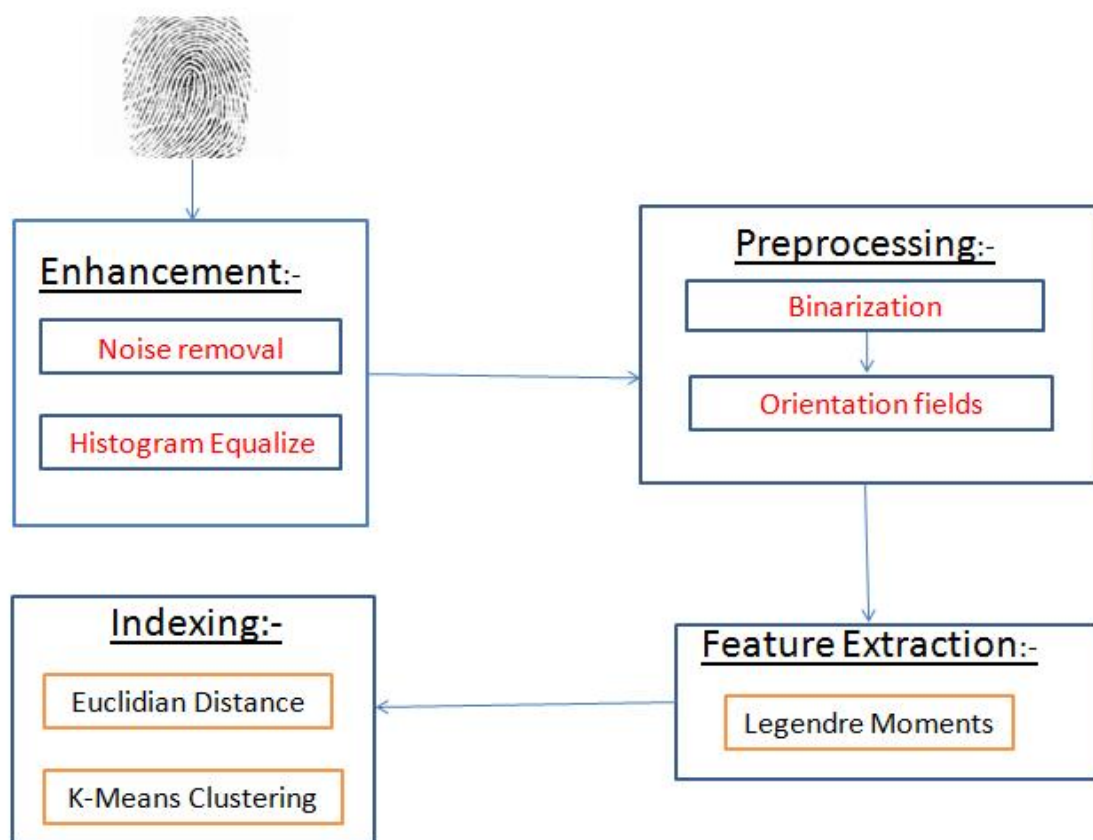 Enhancement:-
Noise removal
Histogram Equalize
Preprocessing:-
Binarization
Orientation fields
Feature Extraction:-
Legendre Moments
Indexing:-
Euclidian Distance
K-Means Clustering